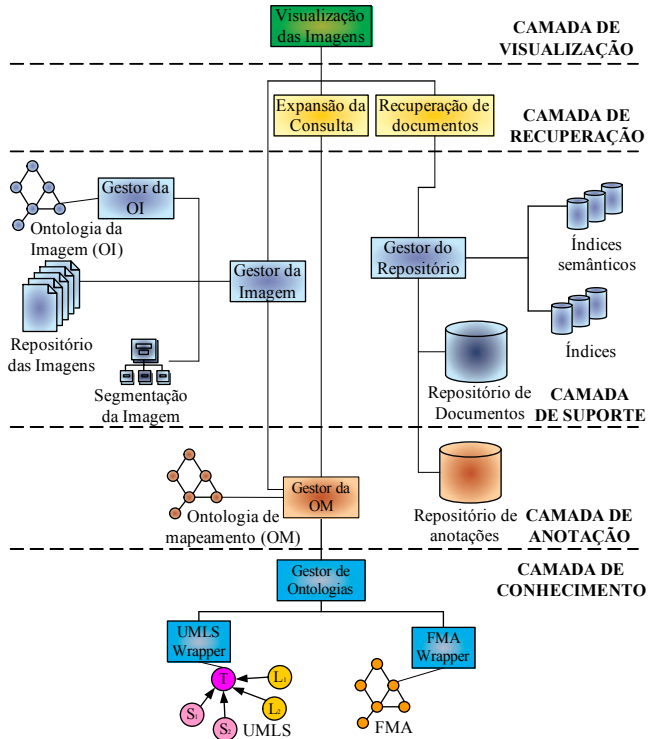 Visualização
das Imagens
CAMADA DE
VISUALIZAÇÃO
Expansão da
Consulta
Recuperação de
documentos
CAMADA DE
RECUPERAÇÃO
Gestor da
OI
Ontologia da
Imagem (OI)
Gestor da
Imagem
Gestor do
Repositório
Índices
semânticos
Repositório
das Imagens
Índices
Segmentação
da Imagem
Repositório de
Documentos
CAMADA
DE SUPORTE
Gestor da
OM
Ontologia de
mapeamento (OM)
Repositório de
anotações
CAMADA DE
ANOTAÇÃO
Gestor de
Ontologias
CAMADA DE
CONHECIMENTO
UMLS
Wrapper
FMA
Wrapper
T
L1
L2
S1
S2
UMLS
FMA